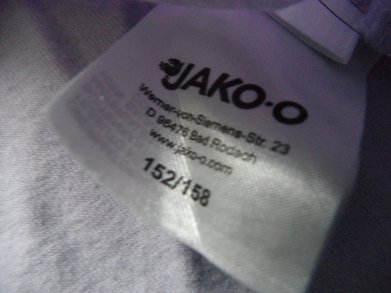 JAKO-O
Werner-von-Siemens-Str. 23
D 96476 Bad Rodach
www.jako-o.com
152/158